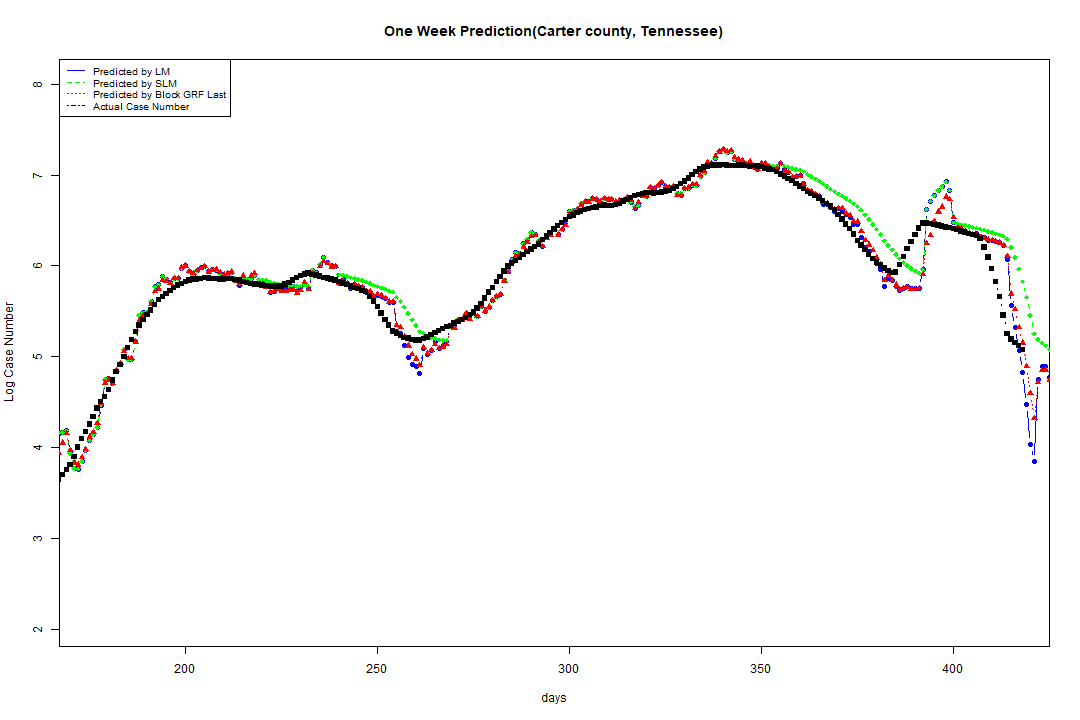 One Week Prediction(Carter county, Tennessee)
Predicted by LM
Predicted by SLM
Predicted by Block GRF Last
Actual Case Number
8
7
6
5
4
3
2
Log Case Number
200 250 300 350 400
days